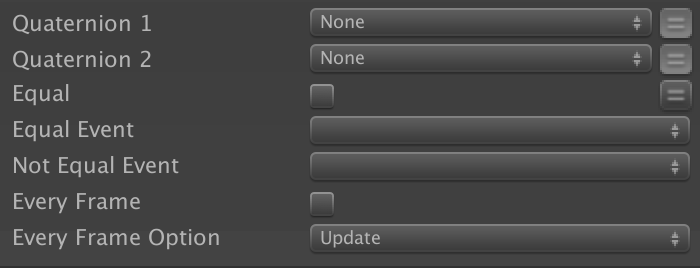 Quaternion 1 None
Quaternion 2 None
Equal
Equal Event
Not Equal Event
Every Frame
Every Frame Option Update